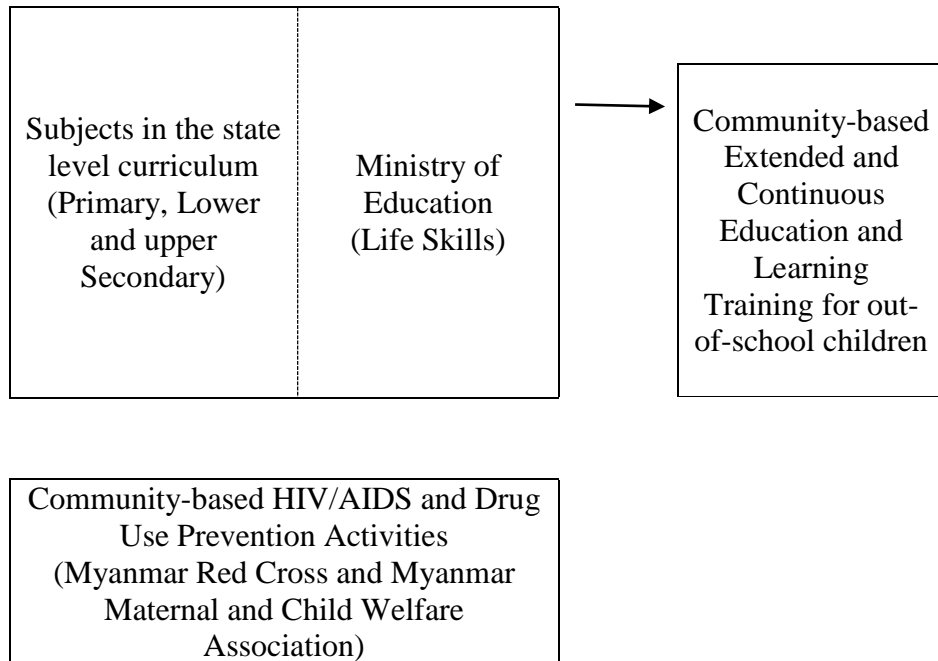 Subjects in the state
level curriculum
(Primary, Lower
and upper
Secondary)
Ministry of
Education
(Life Skills)
Community-based
Extended and
Continuous
Education and
Learning
Training for out-
of-school children
Community-based HIV/AIDS and Drug
Use Prevention Activities
(Myanmar Red Cross and Myanmar
Maternal and Child Welfare
Association)